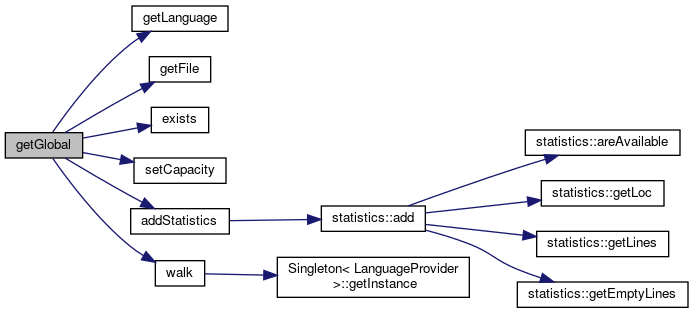 getLanguage
getFile
exists
getGlobal
setCapacity
addStatistics
walk
statistics::add
Singleton< LanguageProvider
>::getInstance
statistics::areAvailable
statistics::getLoc
statistics::getLines
statistics::getEmptyLines